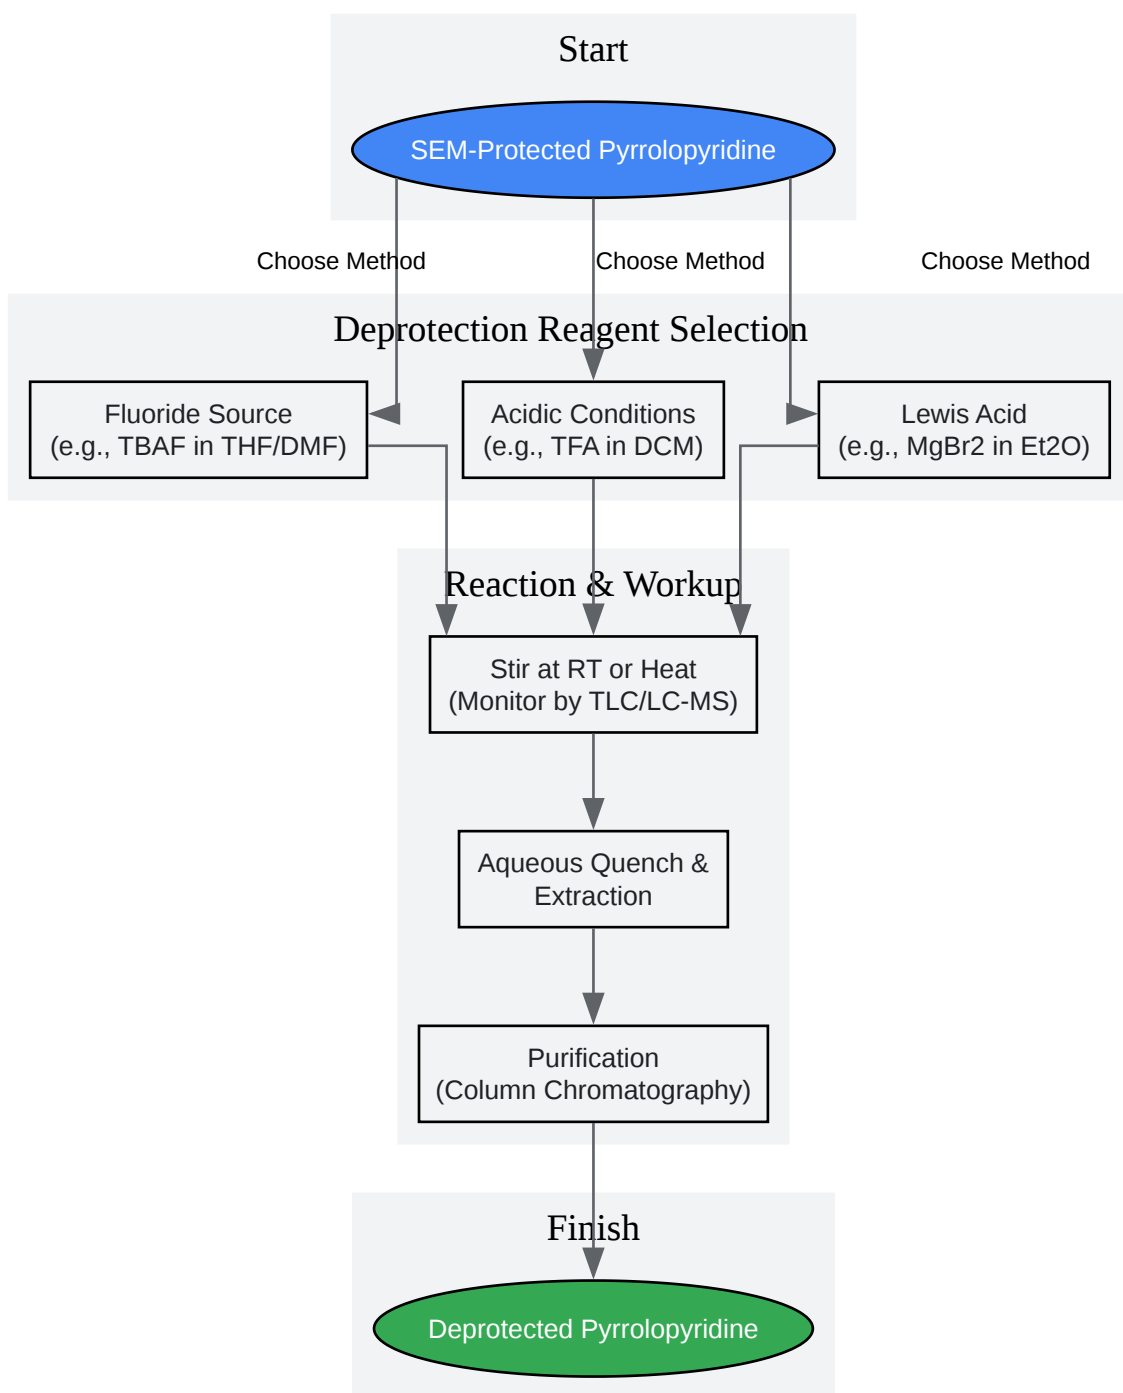 Start
SEM-Protected Pyrrolopyridine
Choose Method
Choose Method
Choose Method
Deprotection Reagent Selection
Fluoride Source
(e.g., TBAF in THF/DMF)
Acidic Conditions
(e.g., TFA in DCM)
Lewis Acid
(e.g., MgBr2 in Et2O)
Reaction & Workup
Stir at RT or Heat
(Monitor by TLC/LC-MS)
Aqueous Quench &
Extraction
Purification
(Column Chromatography)
Finish
Deprotected Pyrrolopyridine